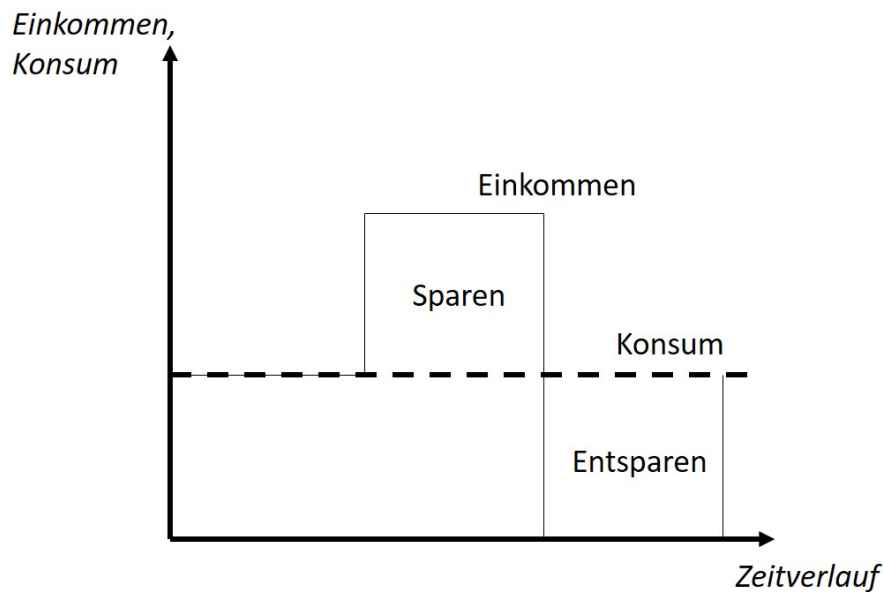 Einkommen,
Konsum
Einkommen
Sparen
Konsum
Entsparen
Zeitverlauf